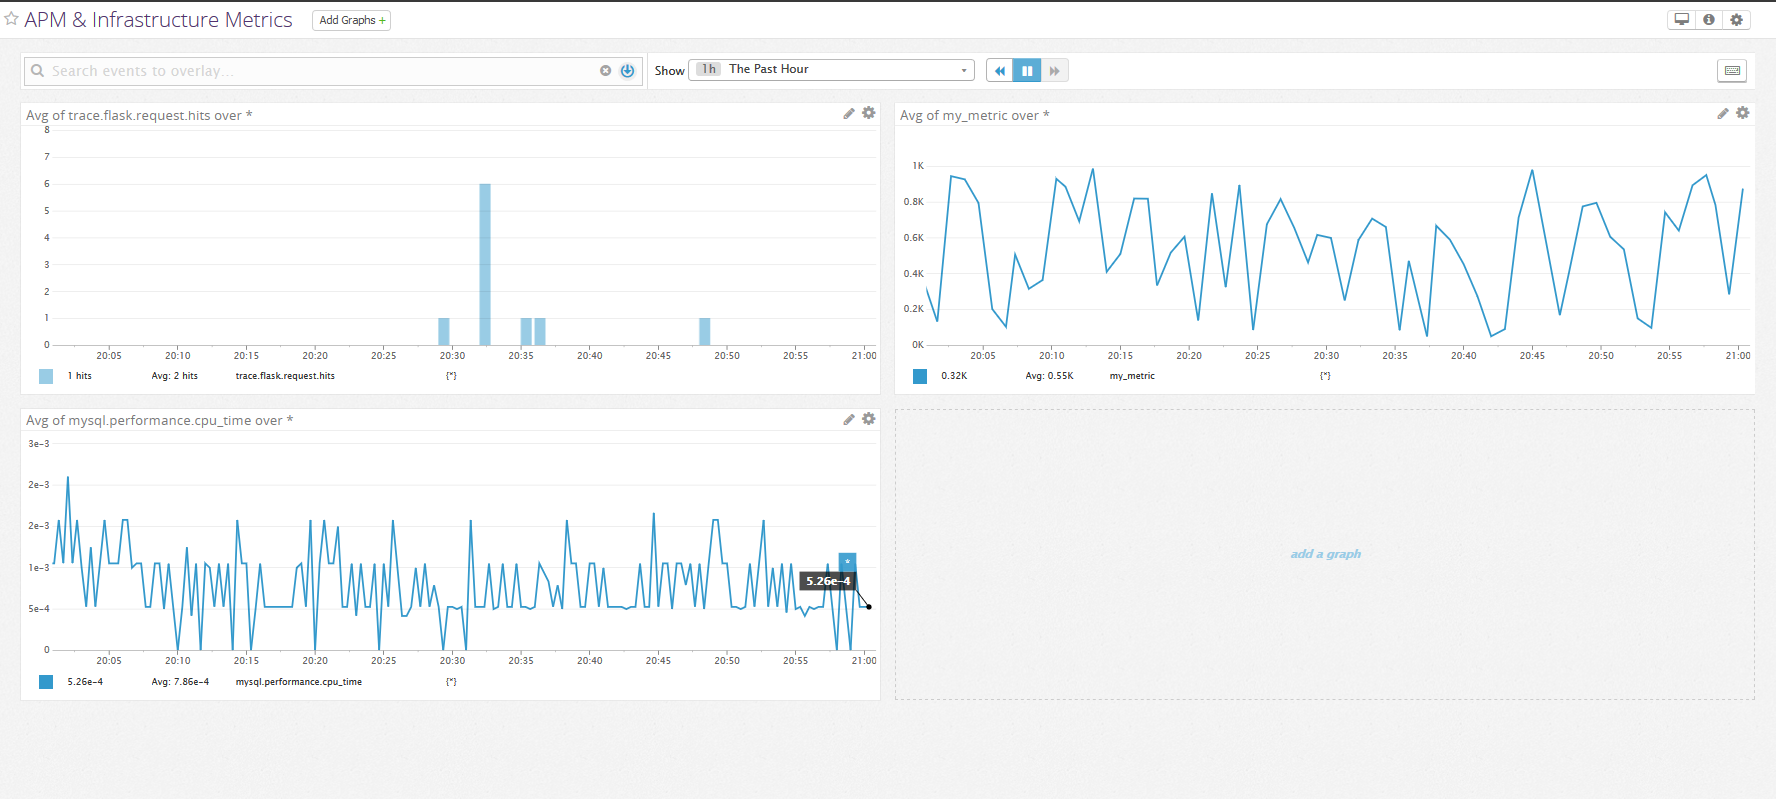 APM & Infrastructure Metrics
Add Graphs +
Search events to overlay...
Show
1h The Past Hour
Avg of trace.flask.request.hits over *
8
7
6
5
4
3
2
1
0
20:05 20:10 20:15 20:20 20:25 20:30 20:35 20:40 20:45 20:50 20:55 21:00
1 hits Avg: 2 hits trace.flask.request.hits {*}
Avg of my_metric over *
1K
0.8K
0.6K
0.4K
0.2K
0K
20:05 20:10 20:15 20:20 20:25 20:30 20:35 20:40 20:45 20:50 20:55 21:00
0.32K Avg: 0.55K my_metric {*}
Avg of mysql.performance.cpu_time over *
3e-3
2e-3
2e-3
1e-3
5e-4
0
*
5.26e-4
20:05 20:10 20:15 20:20 20:25 20:30 20:35 20:40 20:45 20:50 20:55 21:00
5.26e-4 Avg: 7.86e-4 mysql.performance.cpu_time {*}
add a graph